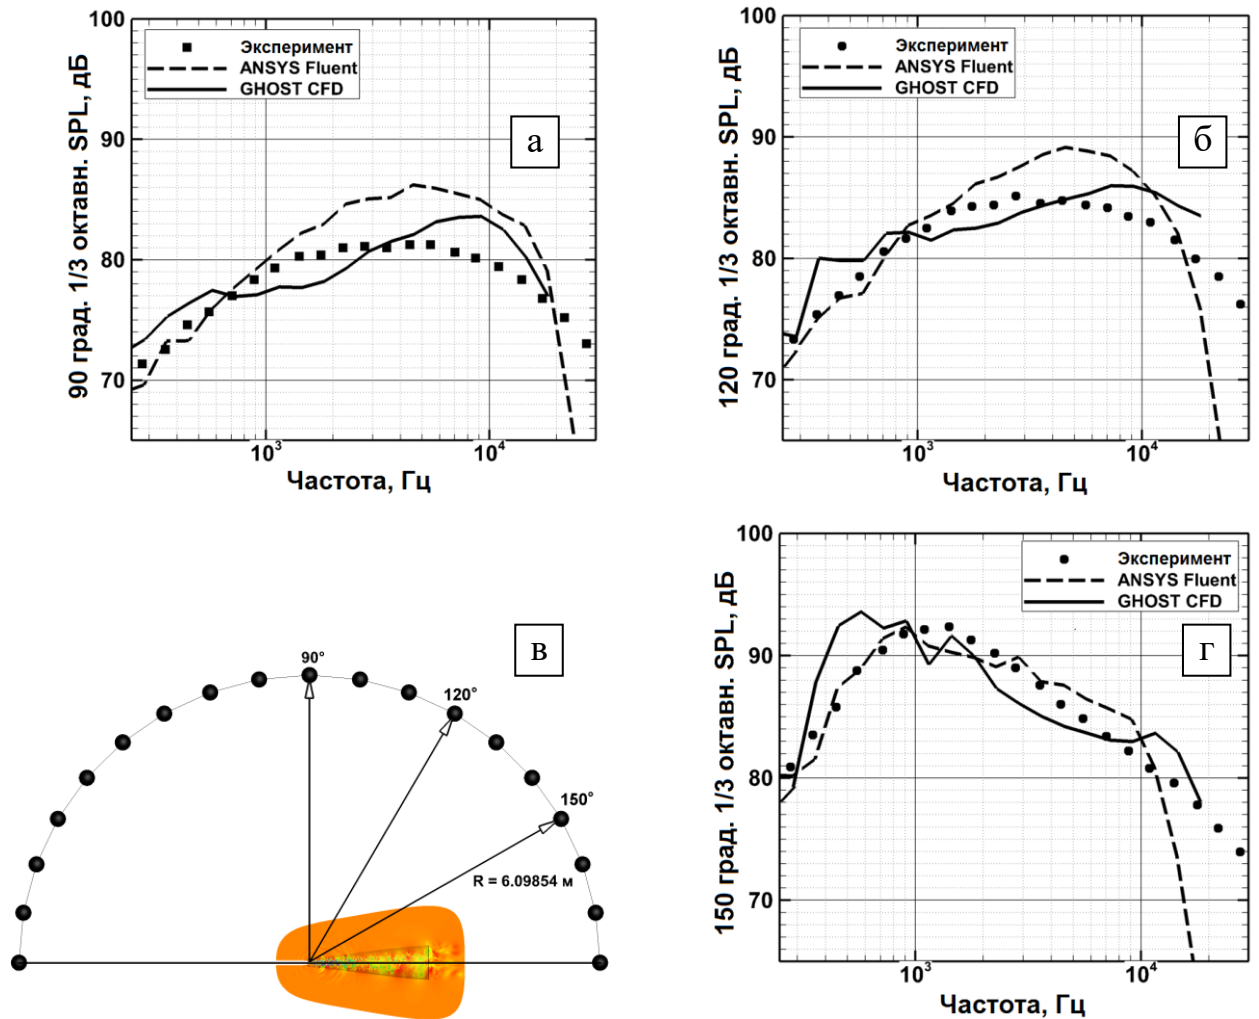 100
90
80
70
90 град. 1/3 октавн. SPL, дБ
Эксперимент
ANSYS Fluent
GHOST CFD
а
10³
10⁴
Частота, Гц
100
90
80
70
120 град. 1/3 октавн. SPL, дБ
Эксперимент
ANSYS Fluent
GHOST CFD
б
10³
10⁴
Частота, Гц
в
90°
120°
150°
R = 6.09854 м
100
90
80
70
150 град. 1/3 октавн. SPL, дБ
Эксперимент
ANSYS Fluent
GHOST CFD
г
10³
10⁴
Частота, Гц